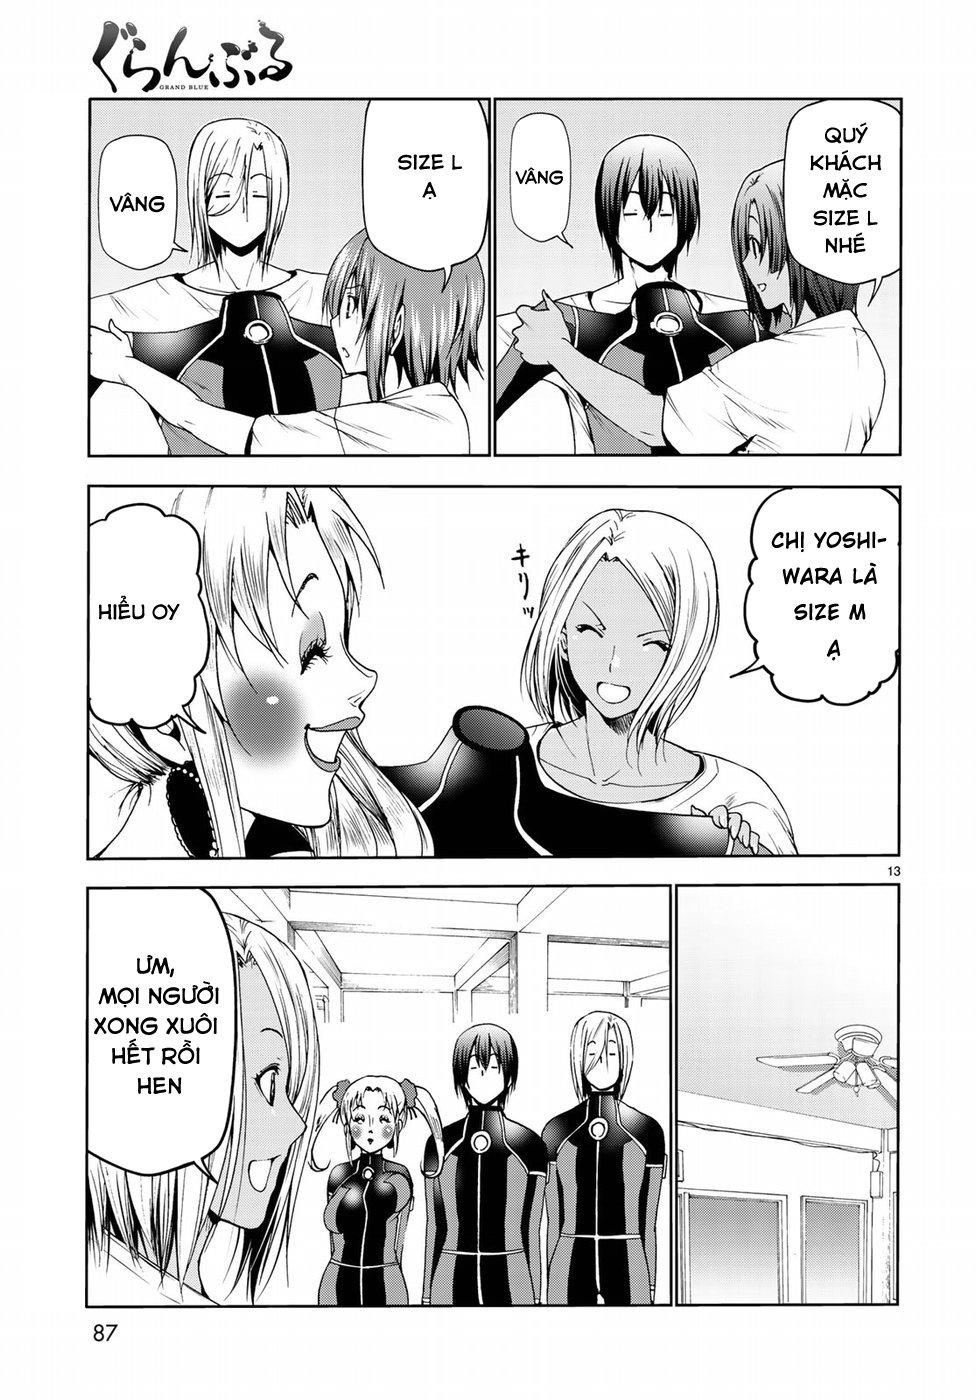 ぐらんぶる
GRAND BLUE
QUÝ
KHÁCH
MẶC
SIZE L
NHÉ
VÂNG
SIZE L
Ạ
VÂNG
CHỊ YOSHI-
WARA LÀ
SIZE M
Ạ
キリッ
HIỂU OY
13
ƯM,
MỌI NGƯỜI
XONG XUÔI
HẾT RỒI
HEN
87